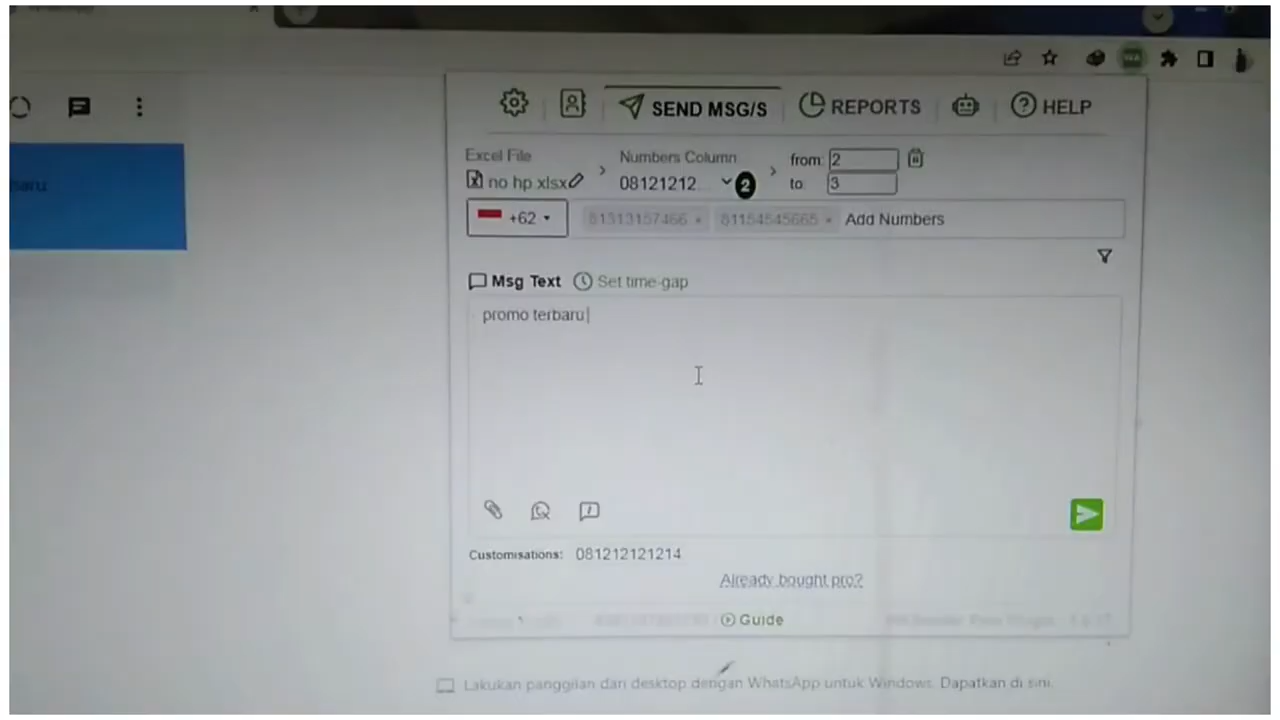 SEND MSG/S REPORTS HELP
Excel File Numbers Column from: 2
no hp.xlsx 08121212... 2 to: 3
+62 81313157466 × 81154545665 × Add Numbers
Msg Text Set time-gap
promo terbaru
Customisations: 081212121214
Already bought pro?
Guide
Lakukan panggilan dari desktop dengan WhatsApp untuk Windows. Dapatkan di sini.